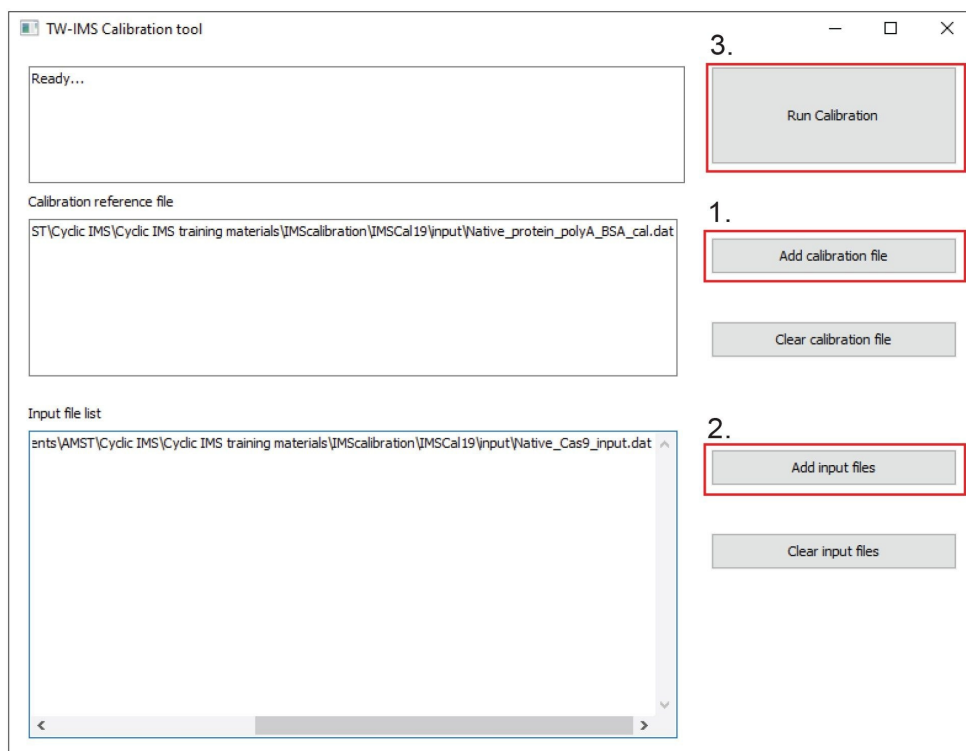 TW-IMS Calibration tool
3.
Ready...
Run Calibration
Calibration reference file
1.
ST\Cyclic IMS\Cyclic IMS training materials\IMScalibration\IMSCal19\input\Native_protein_polyA_BSA_cal.dat
Add calibration file
Clear calibration file
Input file list
2.
ents\AMST\Cyclic IMS\Cyclic IMS training materials\IMScalibration\IMSCal19\input\Native_Cas9_input.dat
Add input files
Clear input files